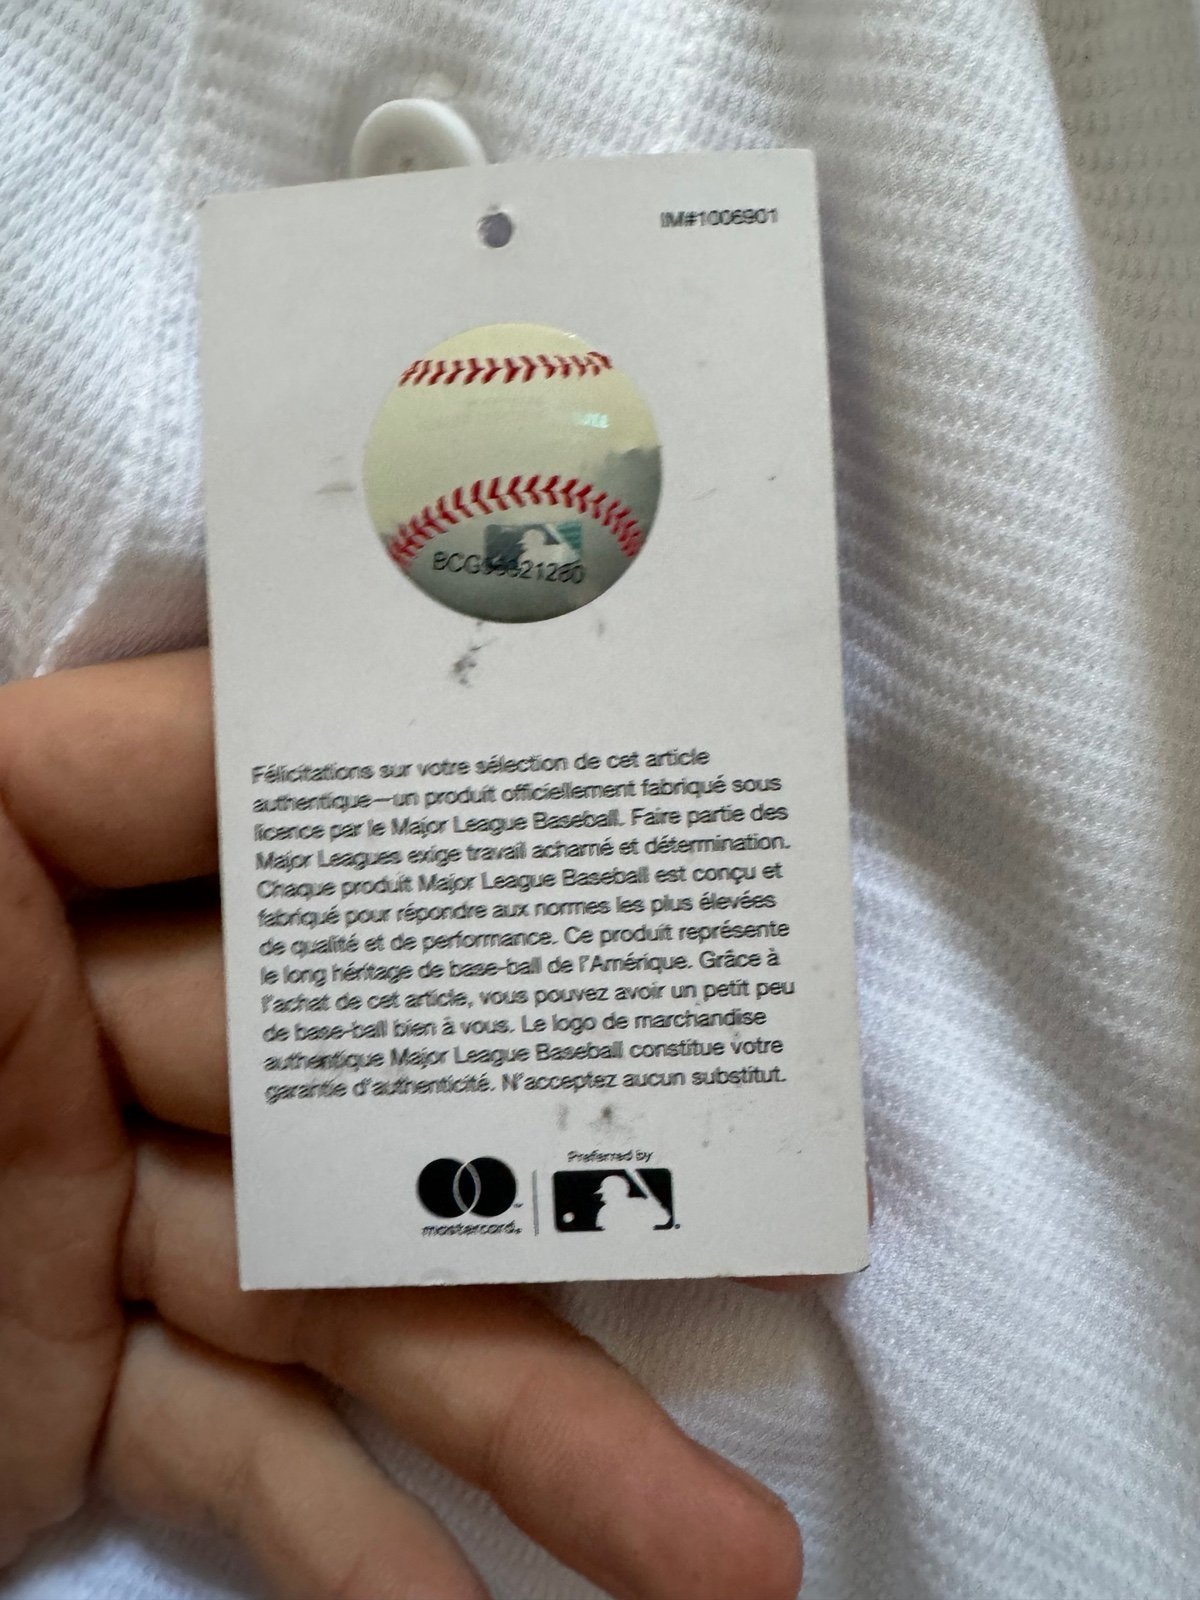 IM#1006901
Félicitations sur votre sélection de cet article
authentique—un produit officiellement fabriqué sous
licence par le Major League Baseball. Faire partie des
Major Leagues exige travail acharné et détermination.
Chaque produit Major League Baseball est conçu et
fabriqué pour répondre aux normes les plus élevées
de qualité et de performance. Ce produit représente
le long héritage de base-ball de l'Amérique. Grâce à
l'achat de cet article, vous pouvez avoir un petit peu
de base-ball bien à vous. Le logo de marchandise
authentique Major League Baseball constitue votre
garantie d'authenticité. N'acceptez aucun substitut.
Preferred by
mastercard.